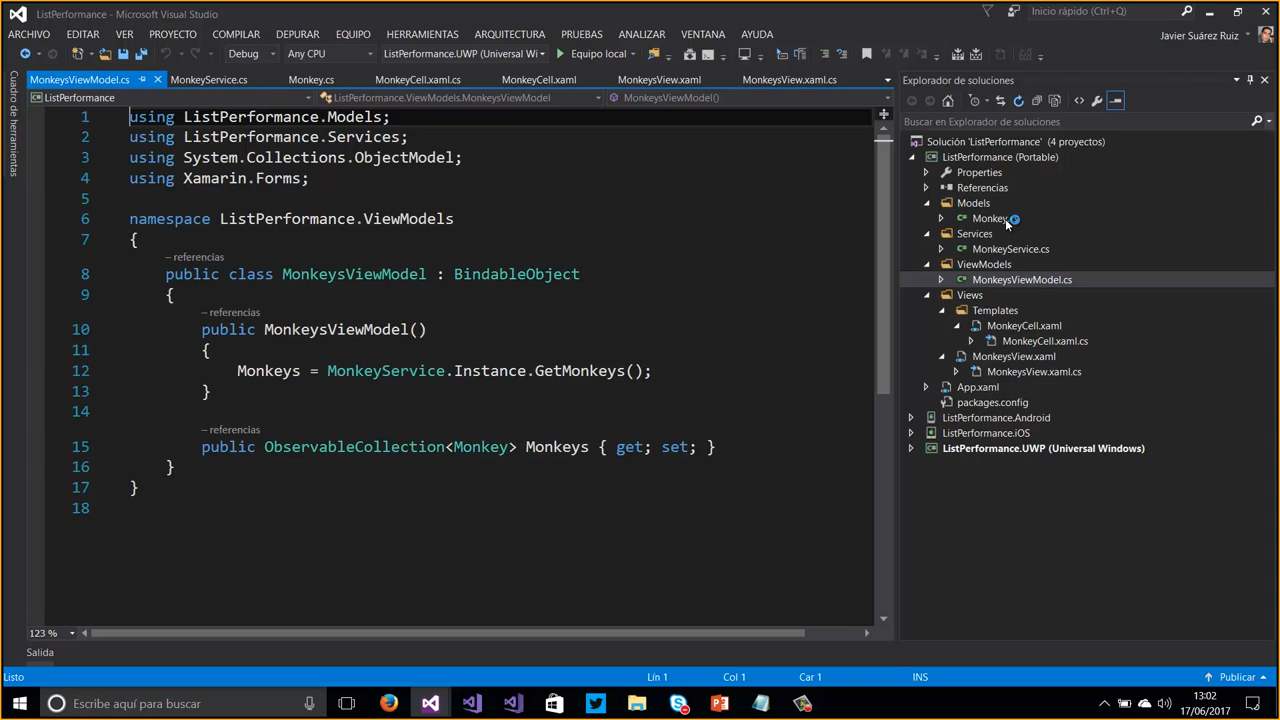 ListPerformance - Microsoft Visual Studio
Inicio rápido (Ctrl+Q)
ARCHIVO EDITAR VER PROYECTO COMPILAR DEPURAR EQUIPO HERRAMIENTAS ARQUITECTURA PRUEBAS ANALIZAR VENTANA AYUDA
Javier Suárez Ruiz
Debug Any CPU ListPerformance.UWP (Universal Wi Equipo local
Cuadro de herramientas
MonkeysViewModel.cs MonkeyService.cs Monkey.cs MonkeyCell.xaml.cs MonkeyCell.xaml MonkeysView.xaml MonkeysView.xaml.cs
ListPerformance ListPerformance.ViewModels.MonkeysViewModel MonkeysViewModel()
1 using ListPerformance.Models;
2 using ListPerformance.Services;
3 using System.Collections.ObjectModel;
4 using Xamarin.Forms;
5
6 namespace ListPerformance.ViewModels
7 {
– referencias
8 public class MonkeysViewModel : BindableObject
9 {
– referencias
10 public MonkeysViewModel()
11 {
12 Monkeys = MonkeyService.Instance.GetMonkeys();
13 }
14
– referencias
15 public ObservableCollection<Monkey> Monkeys { get; set; }
16 }
17 }
18
123 %
Explorador de soluciones
Buscar en Explorador de soluciones
Solución 'ListPerformance' (4 proyectos)
ListPerformance (Portable)
Properties
Referencias
Models
Monkey
Services
MonkeyService.cs
ViewModels
MonkeysViewModel.cs
Views
Templates
MonkeyCell.xaml
MonkeyCell.xaml.cs
MonkeysView.xaml
MonkeysView.xaml.cs
App.xaml
packages.config
ListPerformance.Android
ListPerformance.iOS
ListPerformance.UWP (Universal Windows)
Salida
Listo Lín 1 Col 1 Car 1 INS Publicar
Escribe aquí para buscar
13:02
17/06/2017